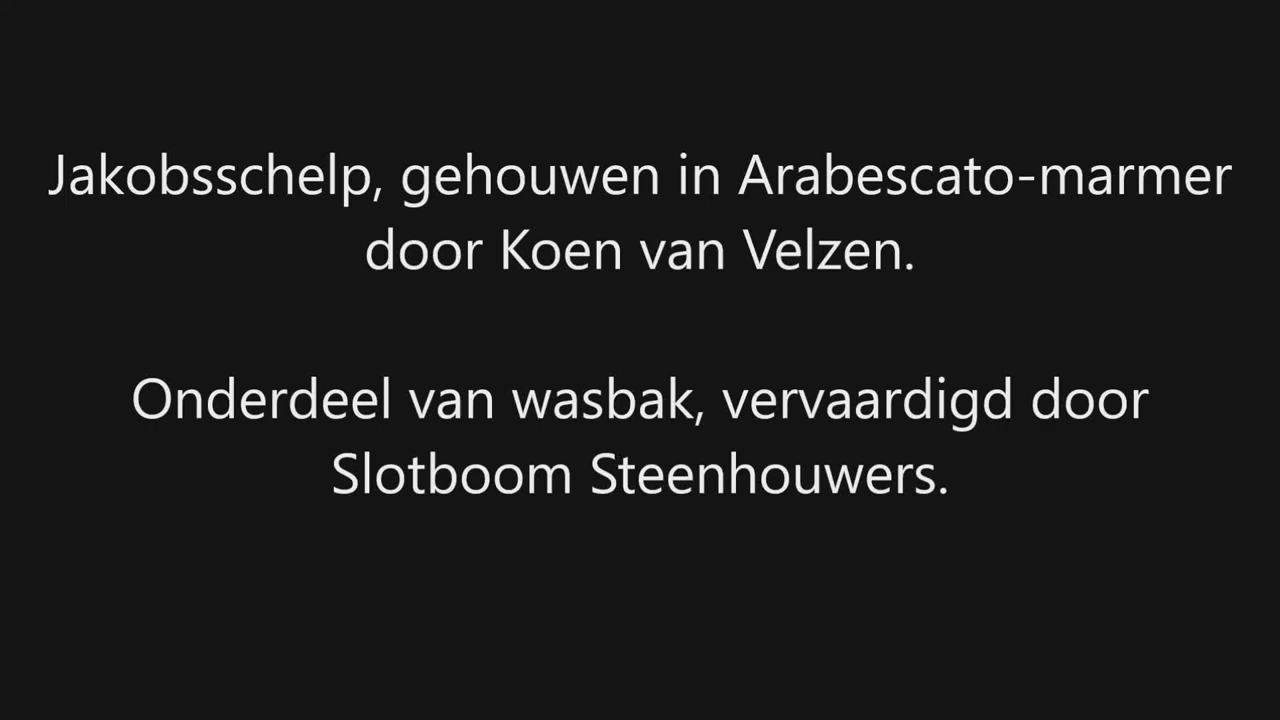 Jakobsschelp, gehouwen in Arabescato-marmer
door Koen van Velzen.
Onderdeel van wasbak, vervaardigd door
Slotboom Steenhouwers.